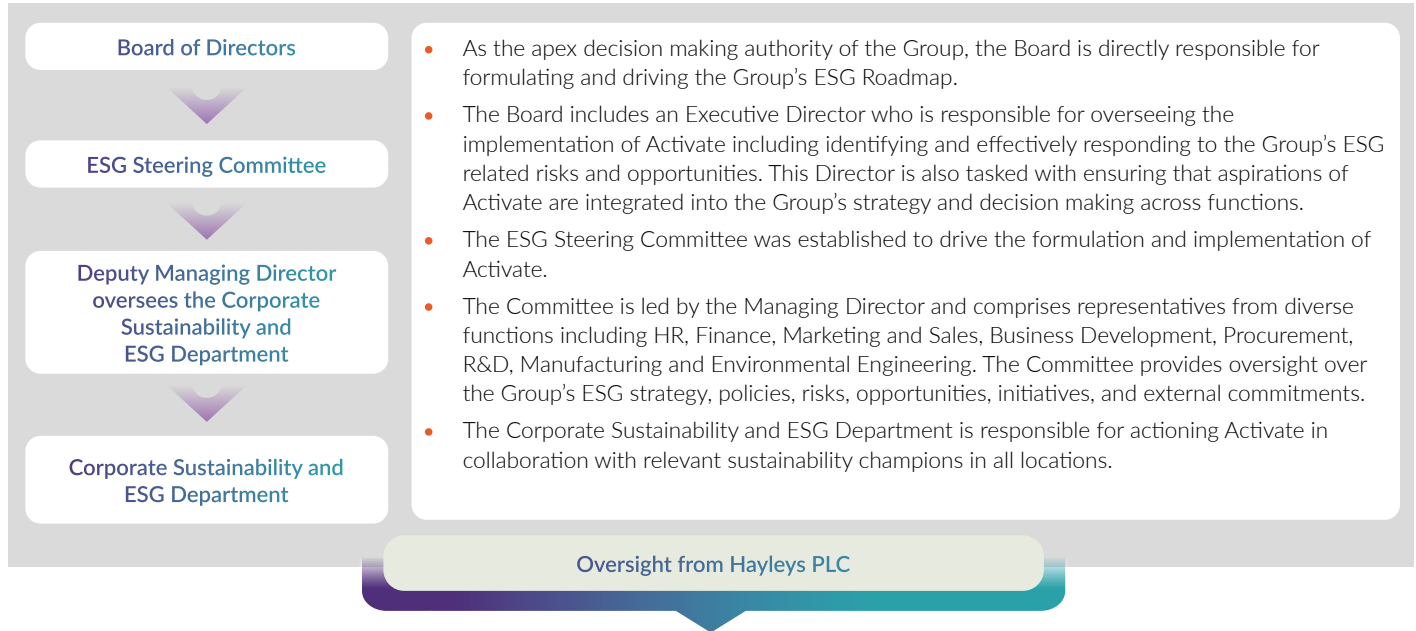 Board of Directors
ESG Steering Committee
Deputy Managing Director
oversees the Corporate
Sustainability and
ESG Department
Corporate Sustainability and
ESG Department
• As the apex decision making authority of the Group, the Board is directly responsible for
formulating and driving the Group’s ESG Roadmap.
• The Board includes an Executive Director who is responsible for overseeing the
implementation of Activate including identifying and effectively responding to the Group’s ESG
related risks and opportunities. This Director is also tasked with ensuring that aspirations of
Activate are integrated into the Group’s strategy and decision making across functions.
• The ESG Steering Committee was established to drive the formulation and implementation of
Activate.
• The Committee is led by the Managing Director and comprises representatives from diverse
functions including HR, Finance, Marketing and Sales, Business Development, Procurement,
R&D, Manufacturing and Environmental Engineering. The Committee provides oversight over
the Group’s ESG strategy, policies, risks, opportunities, initiatives, and external commitments.
• The Corporate Sustainability and ESG Department is responsible for actioning Activate in
collaboration with relevant sustainability champions in all locations.
Oversight from Hayleys PLC